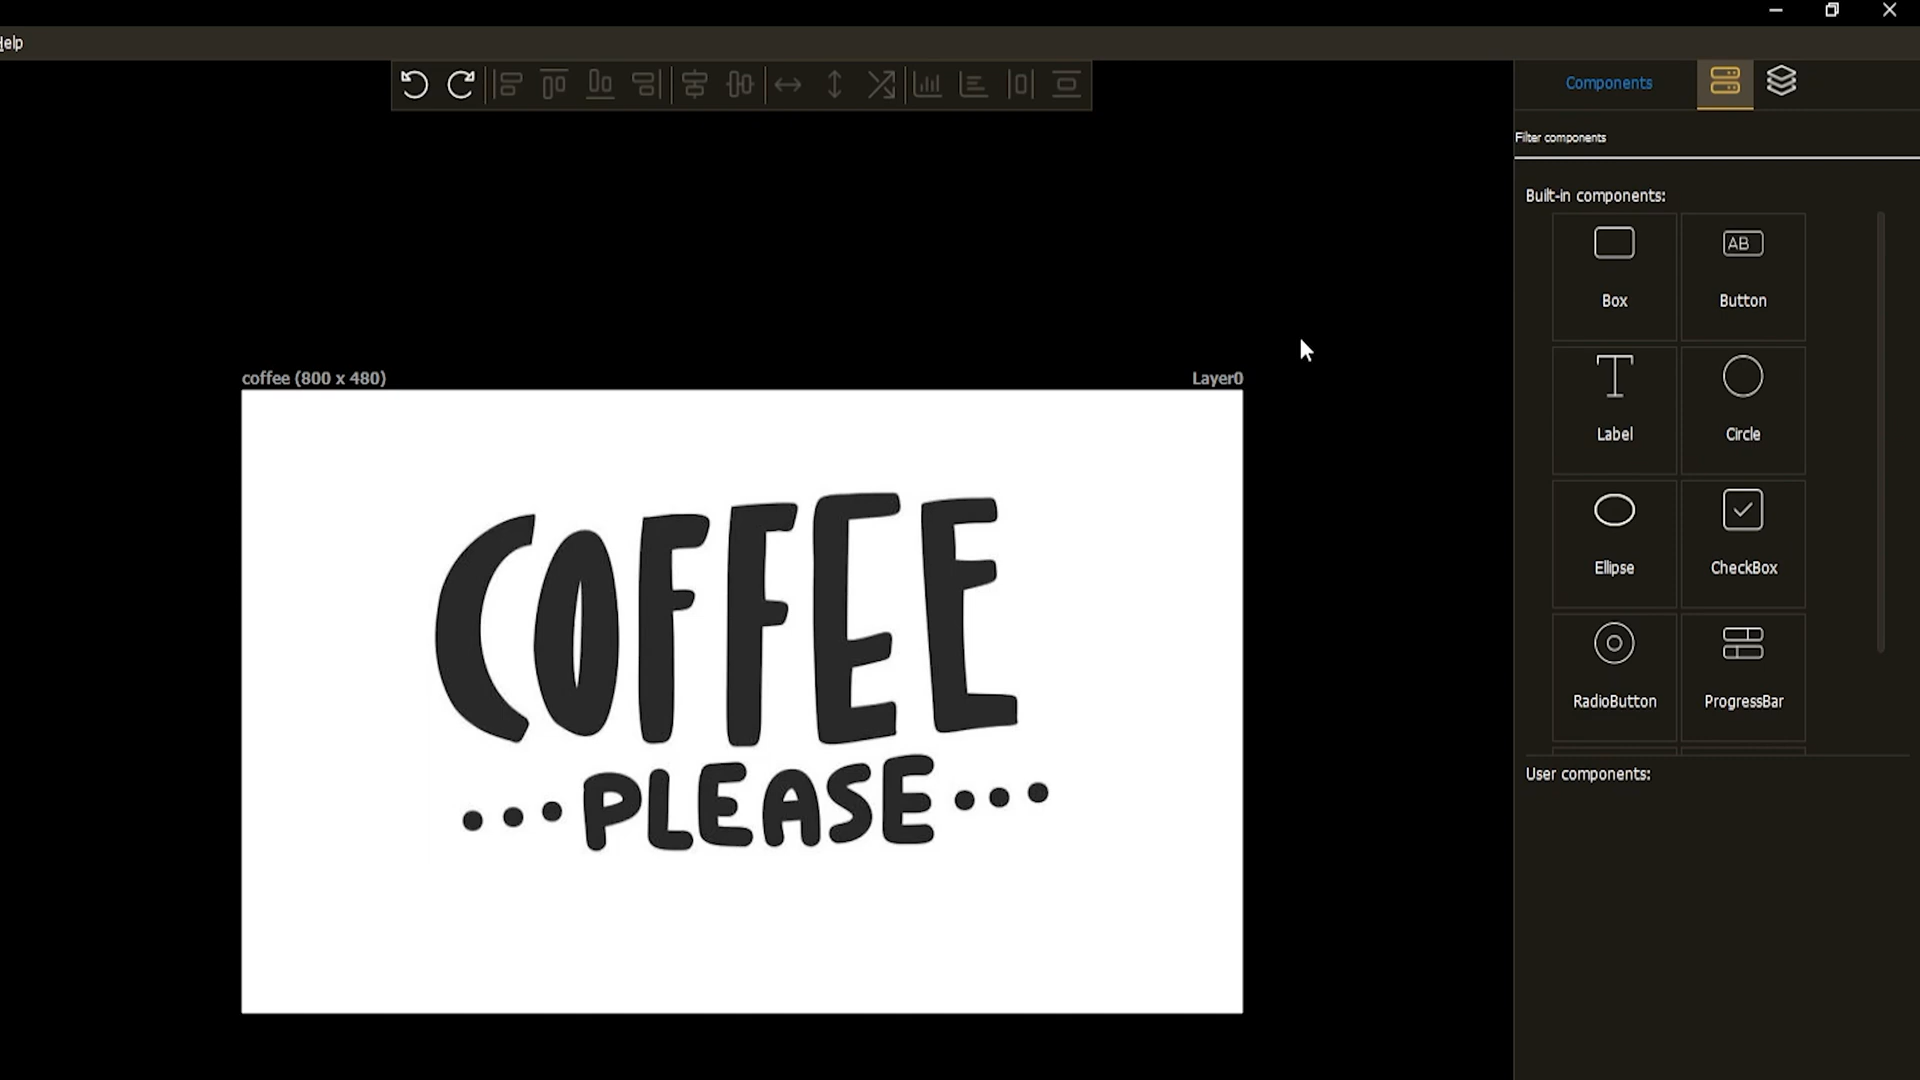 elp
Components
Filter components
Built-in components:
Box
AB
Button
coffee (800 x 480)
Layer0
Label
Circle
COFFEE
...PLEASE...
Ellipse
CheckBox
RadioButton
ProgressBar
User components: